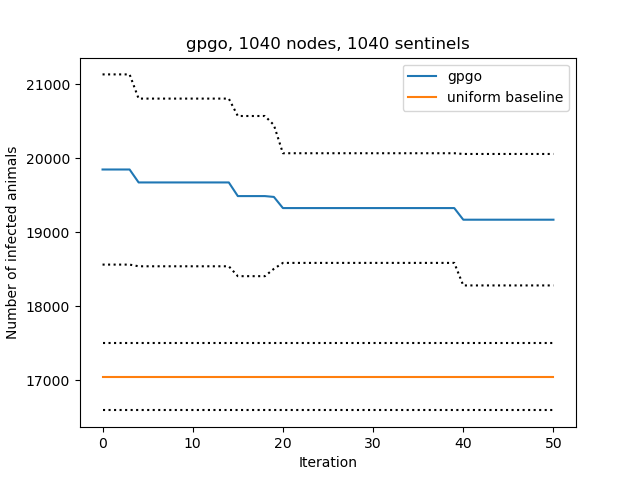 gpgo, 1040 nodes, 1040 sentinels
gpgo
uniform baseline
21000
20000
19000
18000
17000
Number of infected animals
0 10 20 30 40 50
Iteration